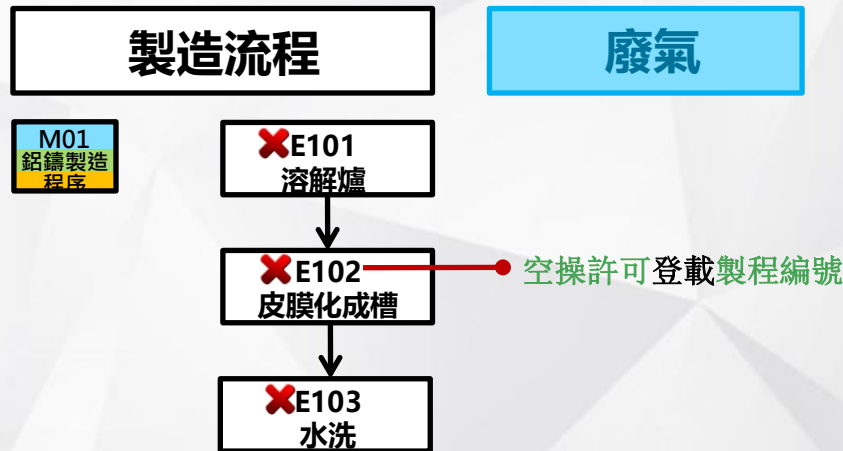 製造流程
廢氣
M01
鋁鑄製造
程序
E101
溶解爐
E102
皮膜化成槽
空操許可登載製程編號
E103
水洗